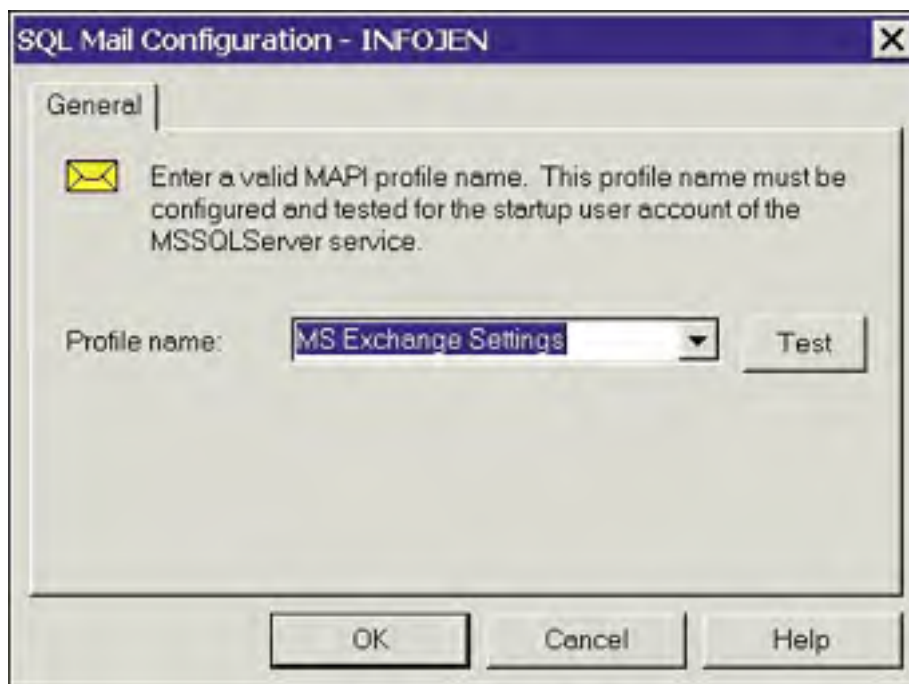 SQL Mail Configuration - INFOJEN
General
Enter a valid MAPI profile name. This profile name must be
configured and tested for the startup user account of the
MSSQLServer service.
Profile name:
MS Exchange Settings
Test
OK
Cancel
Help